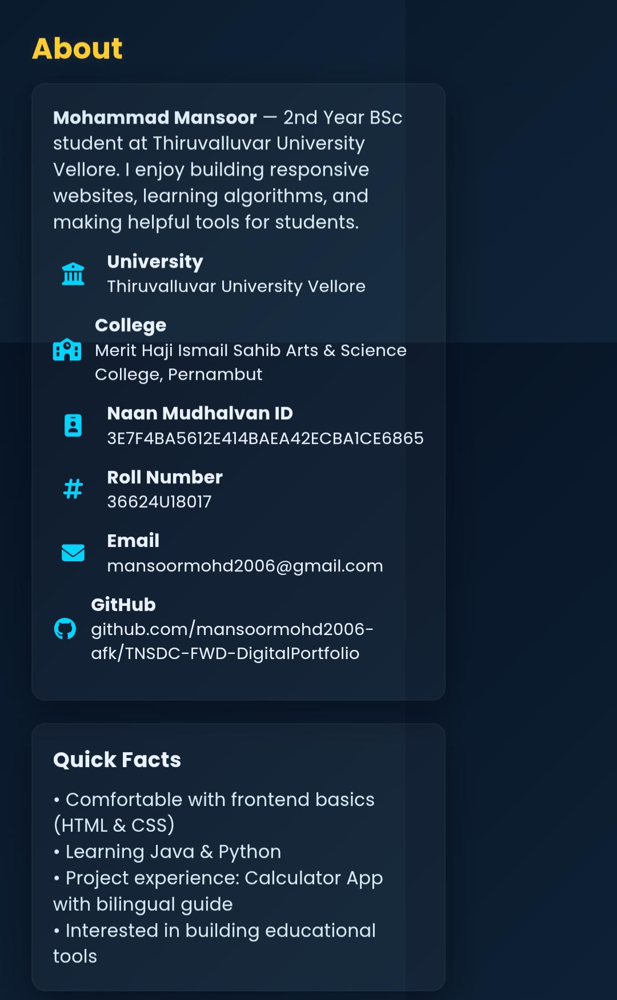 About
Mohammad Mansoor — 2nd Year BSc
student at Thiruvalluvar University
Vellore. I enjoy building responsive
websites, learning algorithms, and
making helpful tools for students.
University
Thiruvalluvar University Vellore
College
Merit Haji Ismail Sahib Arts & Science
College, Pernambut
Naan Mudhalvan ID
3E7F4BA5612E414BAEA42ECBA1CE6865
Roll Number
36624U18017
Email
mansoormohd2006@gmail.com
GitHub
github.com/mansoormohd2006-
afk/TNSDC-FWD-DigitalPortfolio
Quick Facts
• Comfortable with frontend basics
(HTML & CSS)
• Learning Java & Python
• Project experience: Calculator App
with bilingual guide
• Interested in building educational
tools